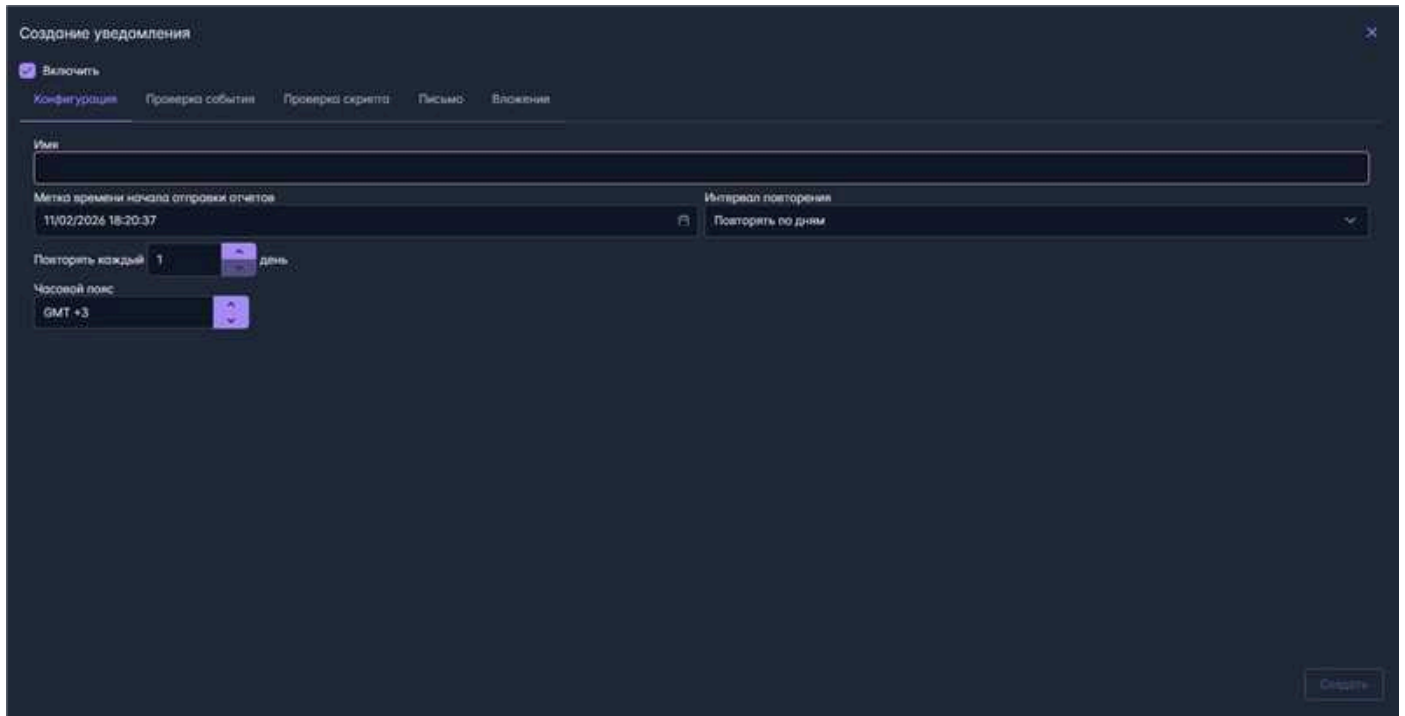 Создание уведомления
Включить
Конфигурация Проверка события Проверка скрипта Письмо Вложения
Имя
Метка времени начала отправки отчетов Интервал повторения
11/02/2026 18:20:37 Повторять по дням
Повторять каждый 1 день
Часовой пояс
GMT +3
Создать